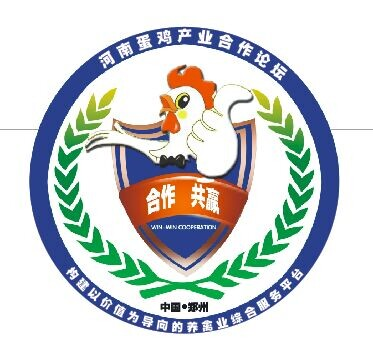 河南蛋鸡产业合作论坛
合作 共赢
WIN-WIN COOPERATION
中国•郑州
构建以价值为导向的养禽业综合服务平台